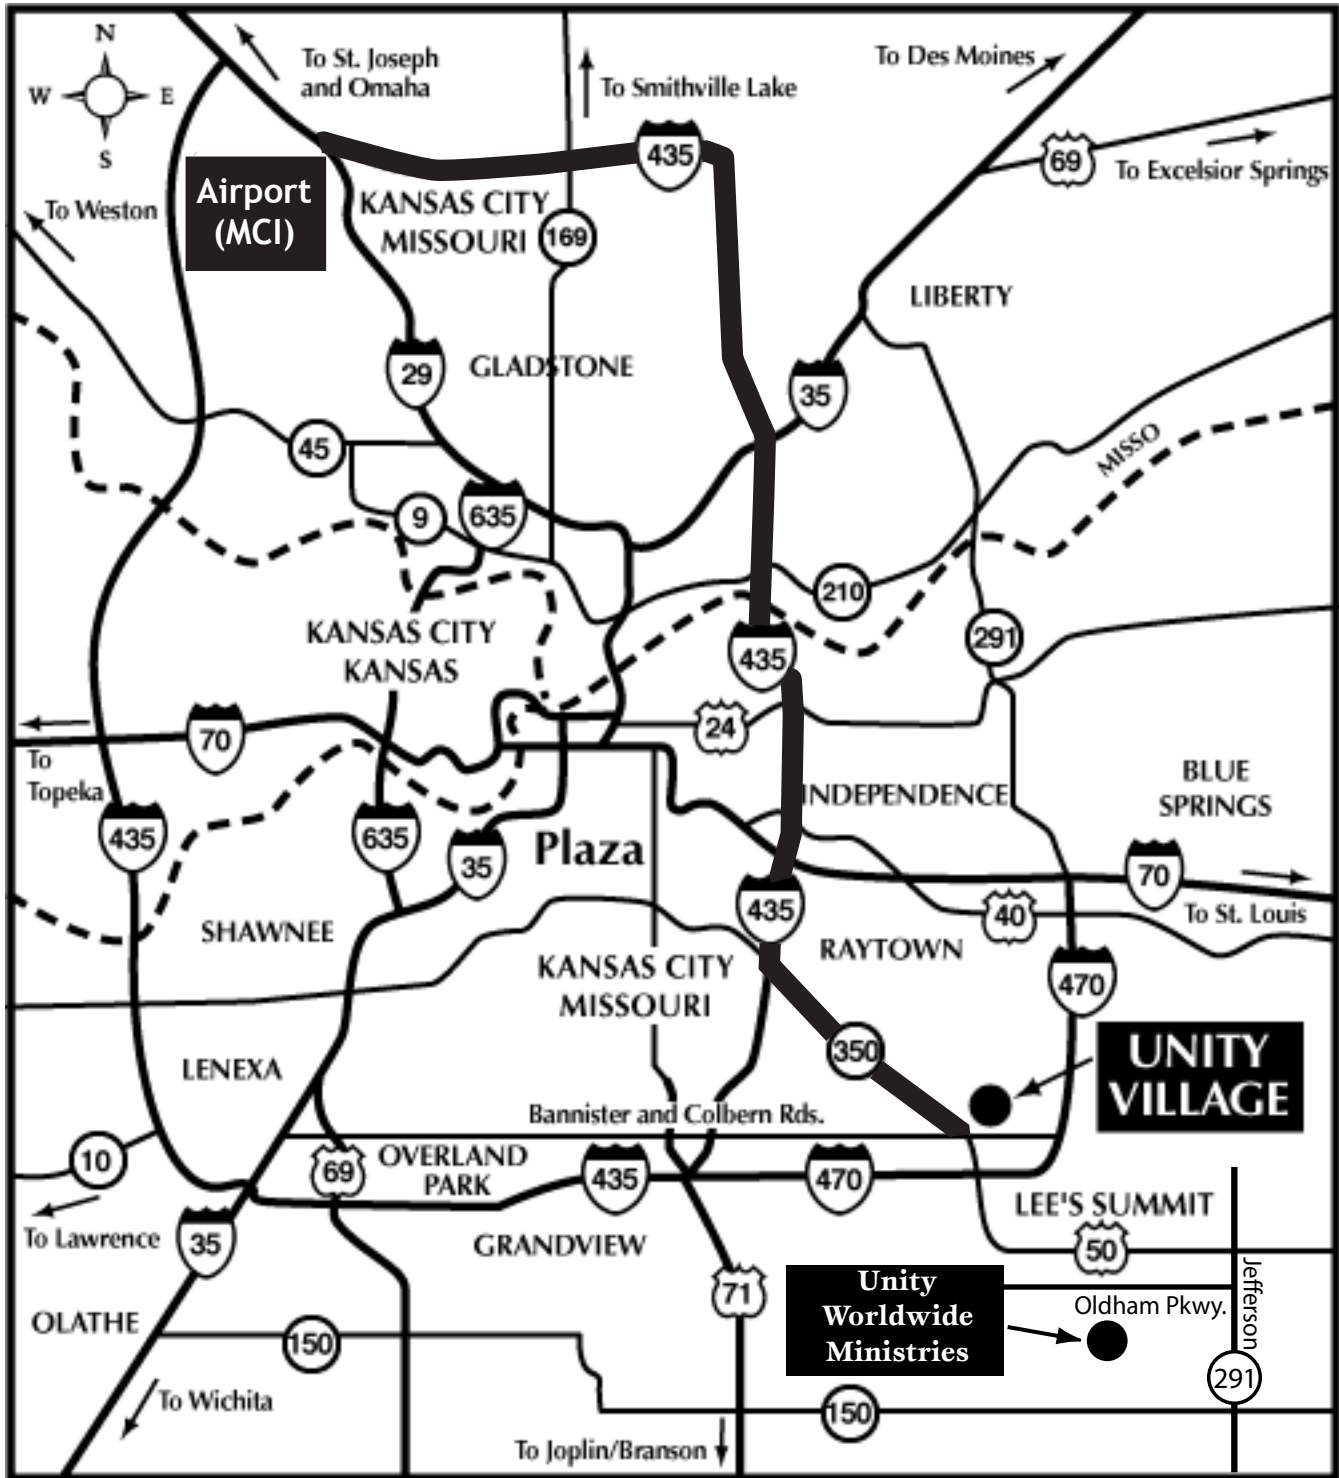 N
W
E
S
To St. Joseph
and Omaha
To Smithville Lake
To Des Moines
435
69
To Excelsior Springs
Airport
(MCI)
To Weston
KANSAS CITY
MISSOURI
169
LIBERTY
29
GLADSTONE
35
45
9
635
MISSO
210
KANSAS CITY
KANSAS
291
435
70
24
To
Topeka
INDEPENDENCE
BLUE
SPRINGS
435
635
35
Plaza
70
435
40
To St. Louis
SHAWNEE
RAYTOWN
KANSAS CITY
MISSOURI
470
350
UNITY
VILLAGE
LENEXA
Bannister and Colbern Rds.
10
69
OVERLAND
PARK
435
470
To Lawrence
35
GRANDVIEW
LEE'S SUMMIT
50
71
Unity
Worldwide
Ministries
Oldham Pkwy.
Jefferson
OLATHE
150
291
To Wichita
150
To Joplin/Branson